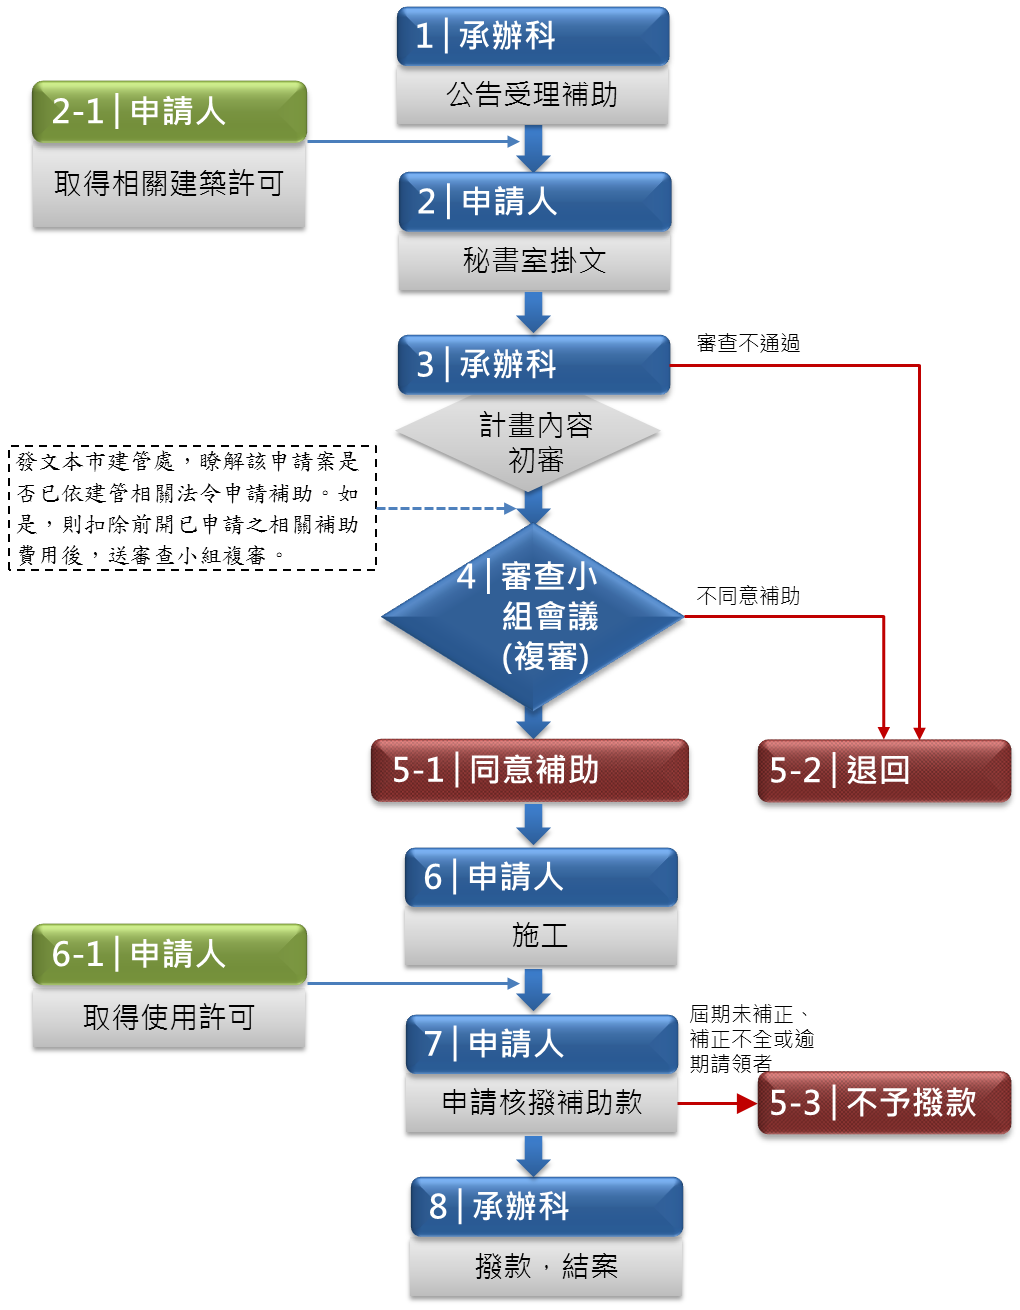 1│承辦科
公告受理補助
2-1│申請人
取得相關建築許可
2│申請人
秘書室掛文
3│承辦科
審查不通過
計畫內容
初審
發文本市建管處，瞭解該申請案是
否已依建管相關法令申請補助。如
是，則扣除前開已申請之相關補助
費用後，送審查小組複審。
4│審查小
組會議
(複審)
不同意補助
5-1│同意補助
5-2│退回
6│申請人
施工
6-1│申請人
取得使用許可
7│申請人
申請核撥補助款
屆期未補正、
補正不全或逾
期請領者
5-3│不予撥款
8│承辦科
撥款，結案